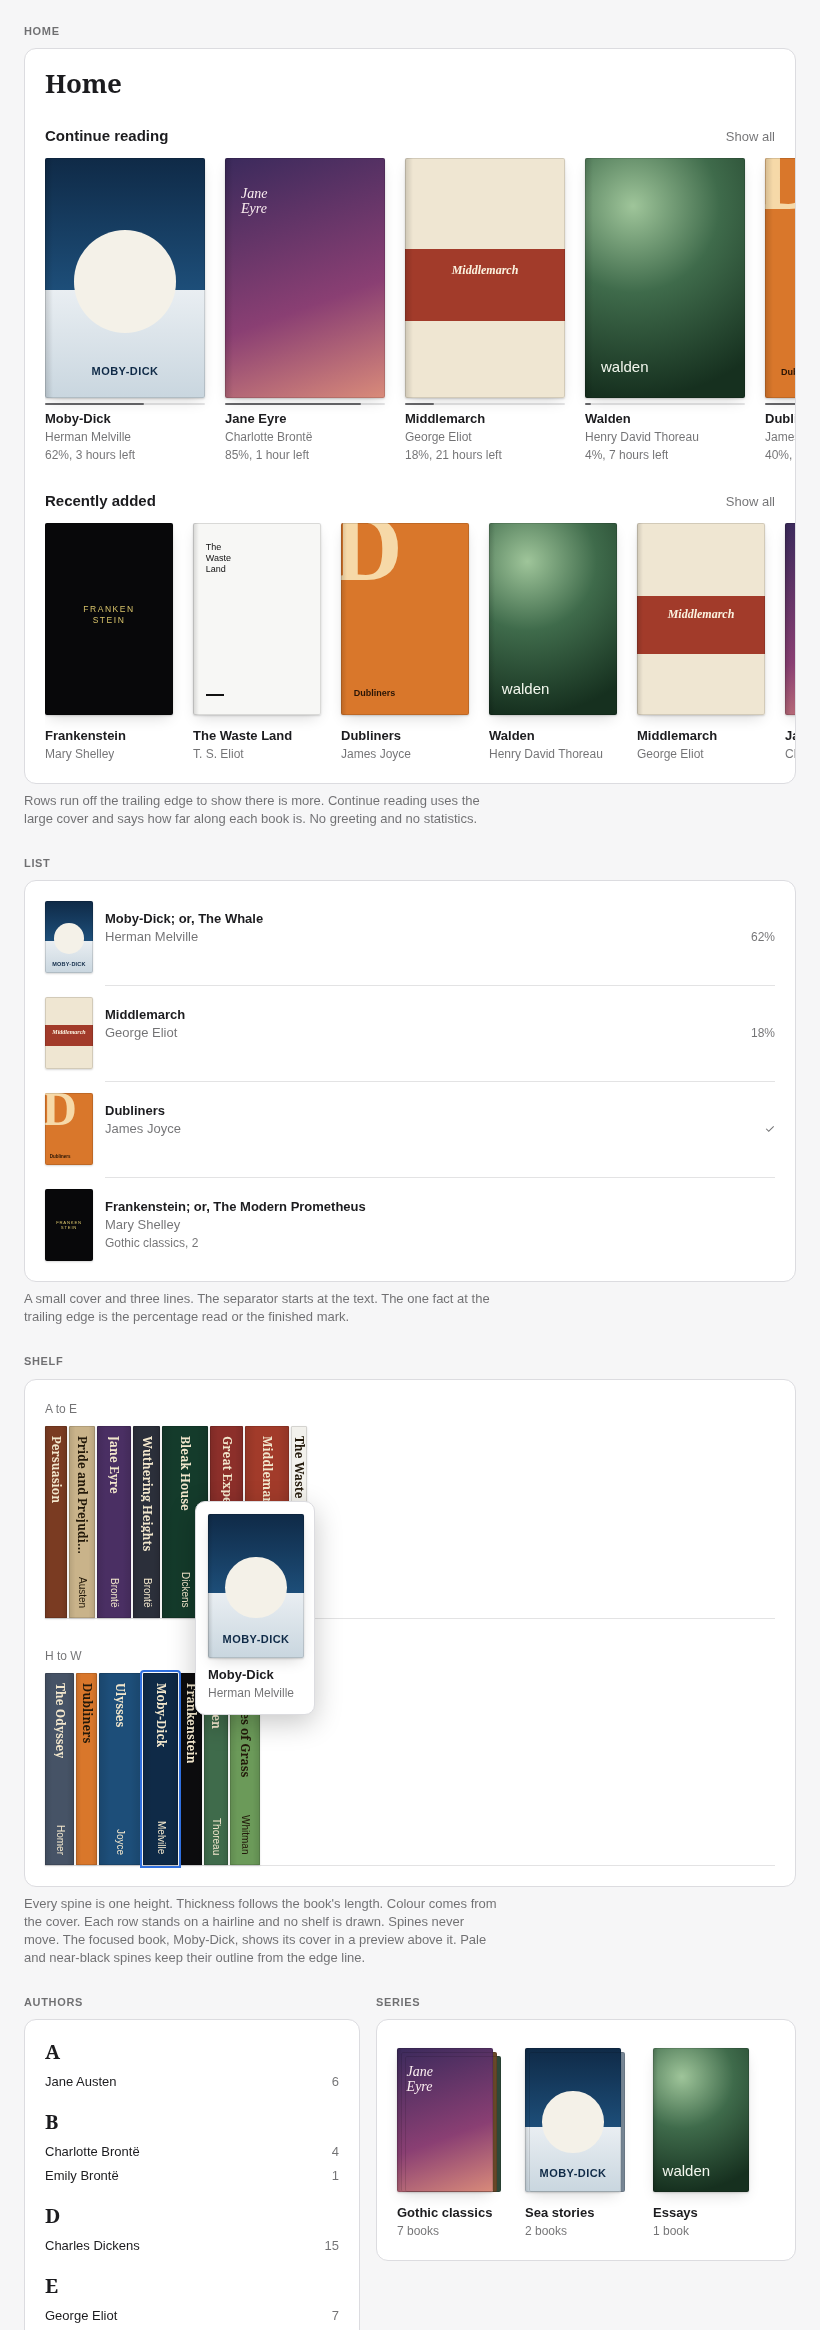 HOME
Home
Continue reading
Show all
Jane
Eyre
Middlemarch
MOBY-DICK
walden
Moby-Dick
Herman Melville
62%, 3 hours left
Jane Eyre
Charlotte Brontë
85%, 1 hour left
Middlemarch
George Eliot
18%, 21 hours left
Walden
Henry David Thoreau
4%, 7 hours left
40%,
Recently added
Show all
FRANKEN
STEIN
The
Waste
Land
D
Dubliners
walden
Middlemarch
Frankenstein
Mary Shelley
The Waste Land
T. S. Eliot
Dubliners
James Joyce
Walden
Henry David Thoreau
Middlemarch
George Eliot
Rows run off the trailing edge to show there is more. Continue reading uses the
large cover and says how far along each book is. No greeting and no statistics.
LIST
MOBY-DICK
Moby-Dick; or, The Whale
Herman Melville
62%
Middlemarch
Middlemarch
George Eliot
18%
D
Dubliners
Dubliners
James Joyce
FRANKEN
STEIN
Frankenstein; or, The Modern Prometheus
Mary Shelley
Gothic classics, 2
A small cover and three lines. The separator starts at the text. The one fact at the
trailing edge is the percentage read or the finished mark.
SHELF
A to E
Persuasion
Pride and Prejudi…
Austen
Jane Eyre
Brontë
Wuthering Heights
Brontë
Bleak House
Dickens
Great
The Waste
MOBY-DICK
Moby-Dick
Herman Melville
H to W
The Odyssey
Homer
Dubliners
Ulysses
Joyce
Moby-Dick
Melville
Frankenstein
Thoreau
of Grass
Whitman
Every spine is one height. Thickness follows the book's length. Colour comes from
the cover. Each row stands on a hairline and no shelf is drawn. Spines never
move. The focused book, Moby-Dick, shows its cover in a preview above it. Pale
and near-black spines keep their outline from the edge line.
AUTHORS
A
Jane Austen 6
B
Charlotte Brontë 4
Emily Brontë 1
D
Charles Dickens 15
E
George Eliot 7
SERIES
Jane
Eyre
MOBY-DICK
walden
Gothic classics
7 books
Sea stories
2 books
Essays
1 book